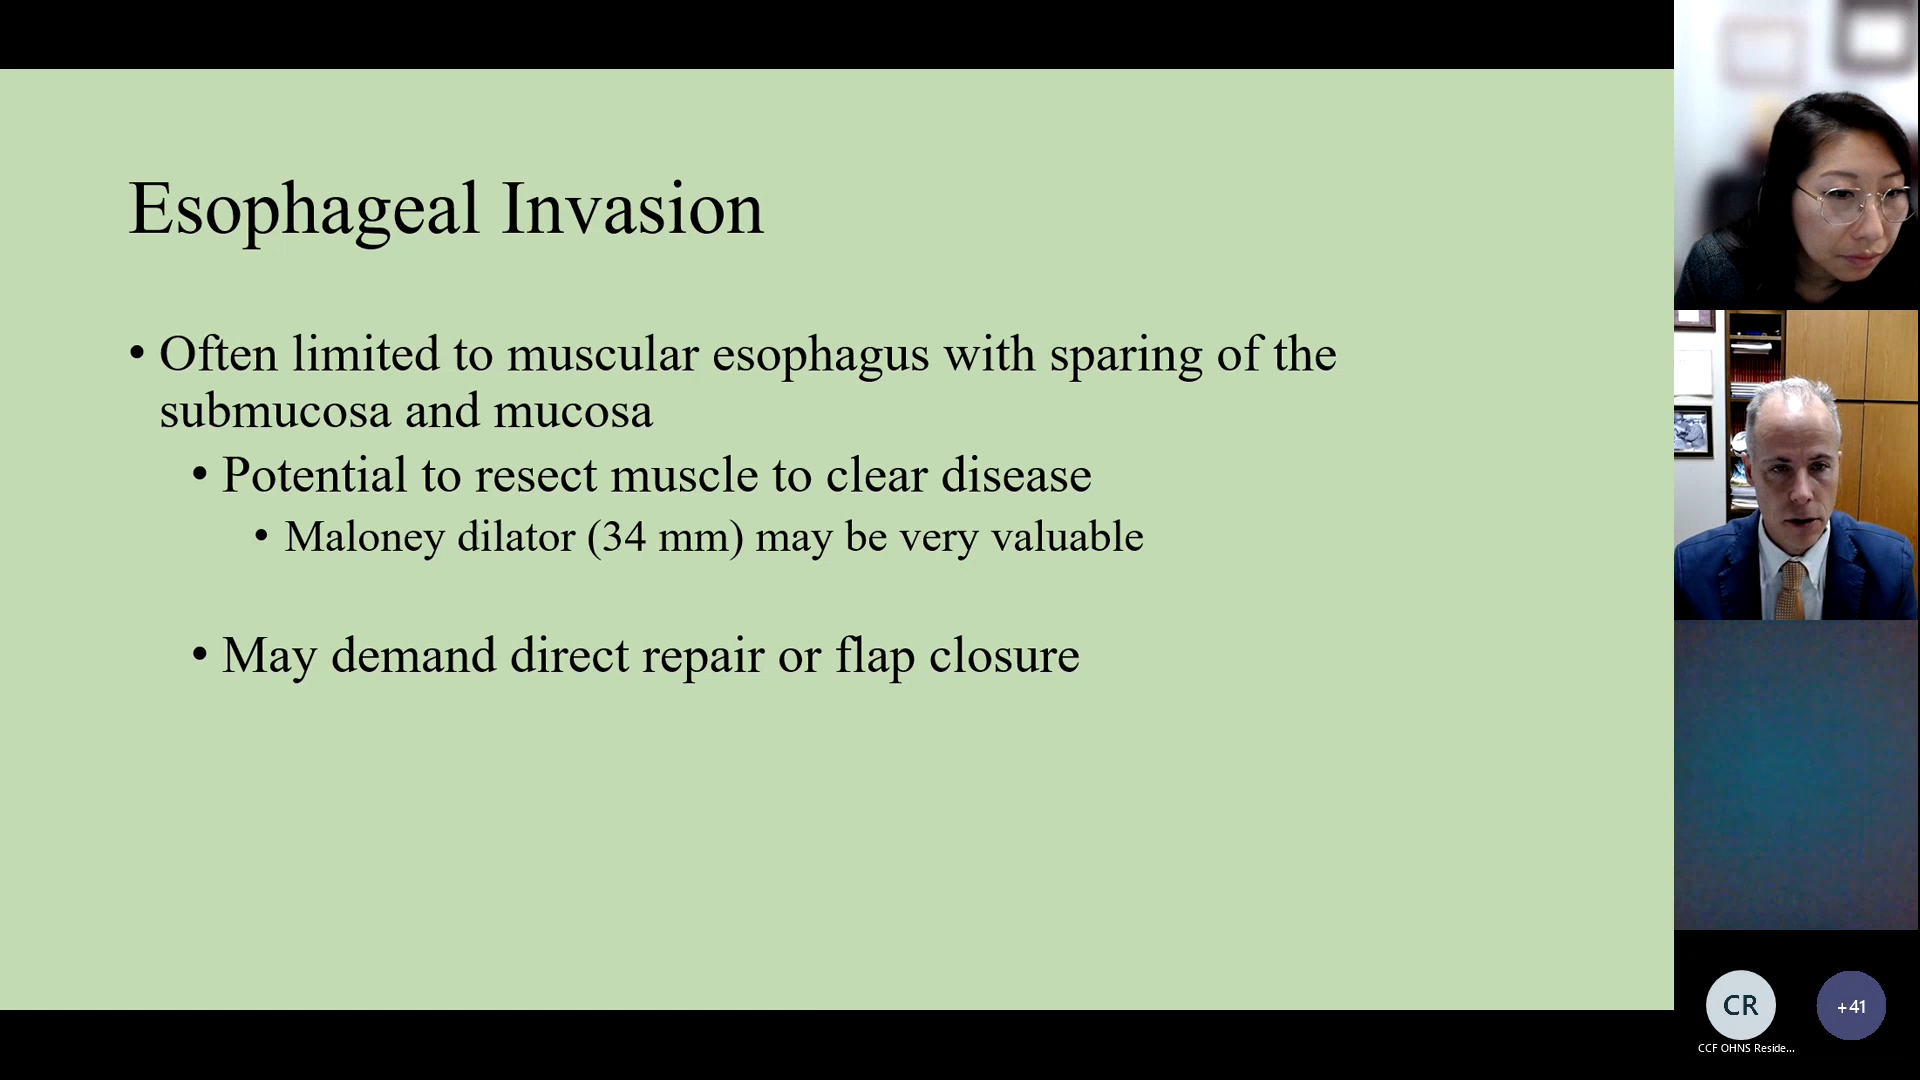 Esophageal Invasion
• Often limited to muscular esophagus with sparing of the
submucosa and mucosa
• Potential to resect muscle to clear disease
• Maloney dilator (34 mm) may be very valuable
• May demand direct repair or flap closure
CR
+41
CCF OHNS Reside...